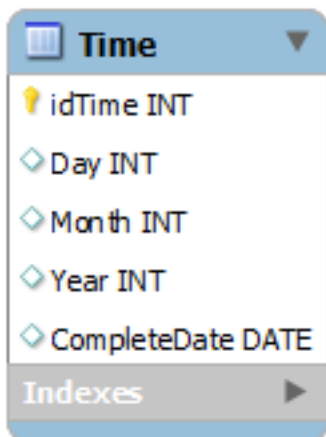 Time
idTime INT
Day INT
Month INT
Year INT
CompleteDate DATE
Indexes